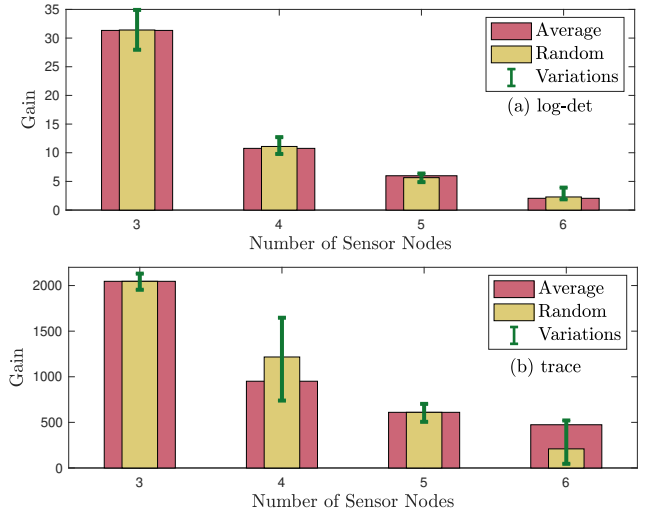 35
30
25
20
15
10
5
0
Gain
Average
Random
Variations
(a) log-det
3 4 5 6
Number of Sensor Nodes
2000
1500
1000
500
0
Gain
Average
Random
Variations
(b) trace
3 4 5 6
Number of Sensor Nodes